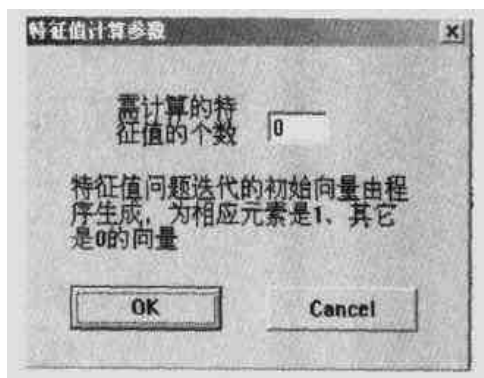 特征值计算参数
需计算的特
征值的个数
0
特征值问题迭代的初始向量由程
序生成，为相应元素是1、其它
是0的向量
OK
Cancel